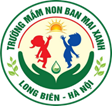 TRƯỜNG MẦM NON BAN MAI XANH
LONG BIÊN - HÀ NỘI